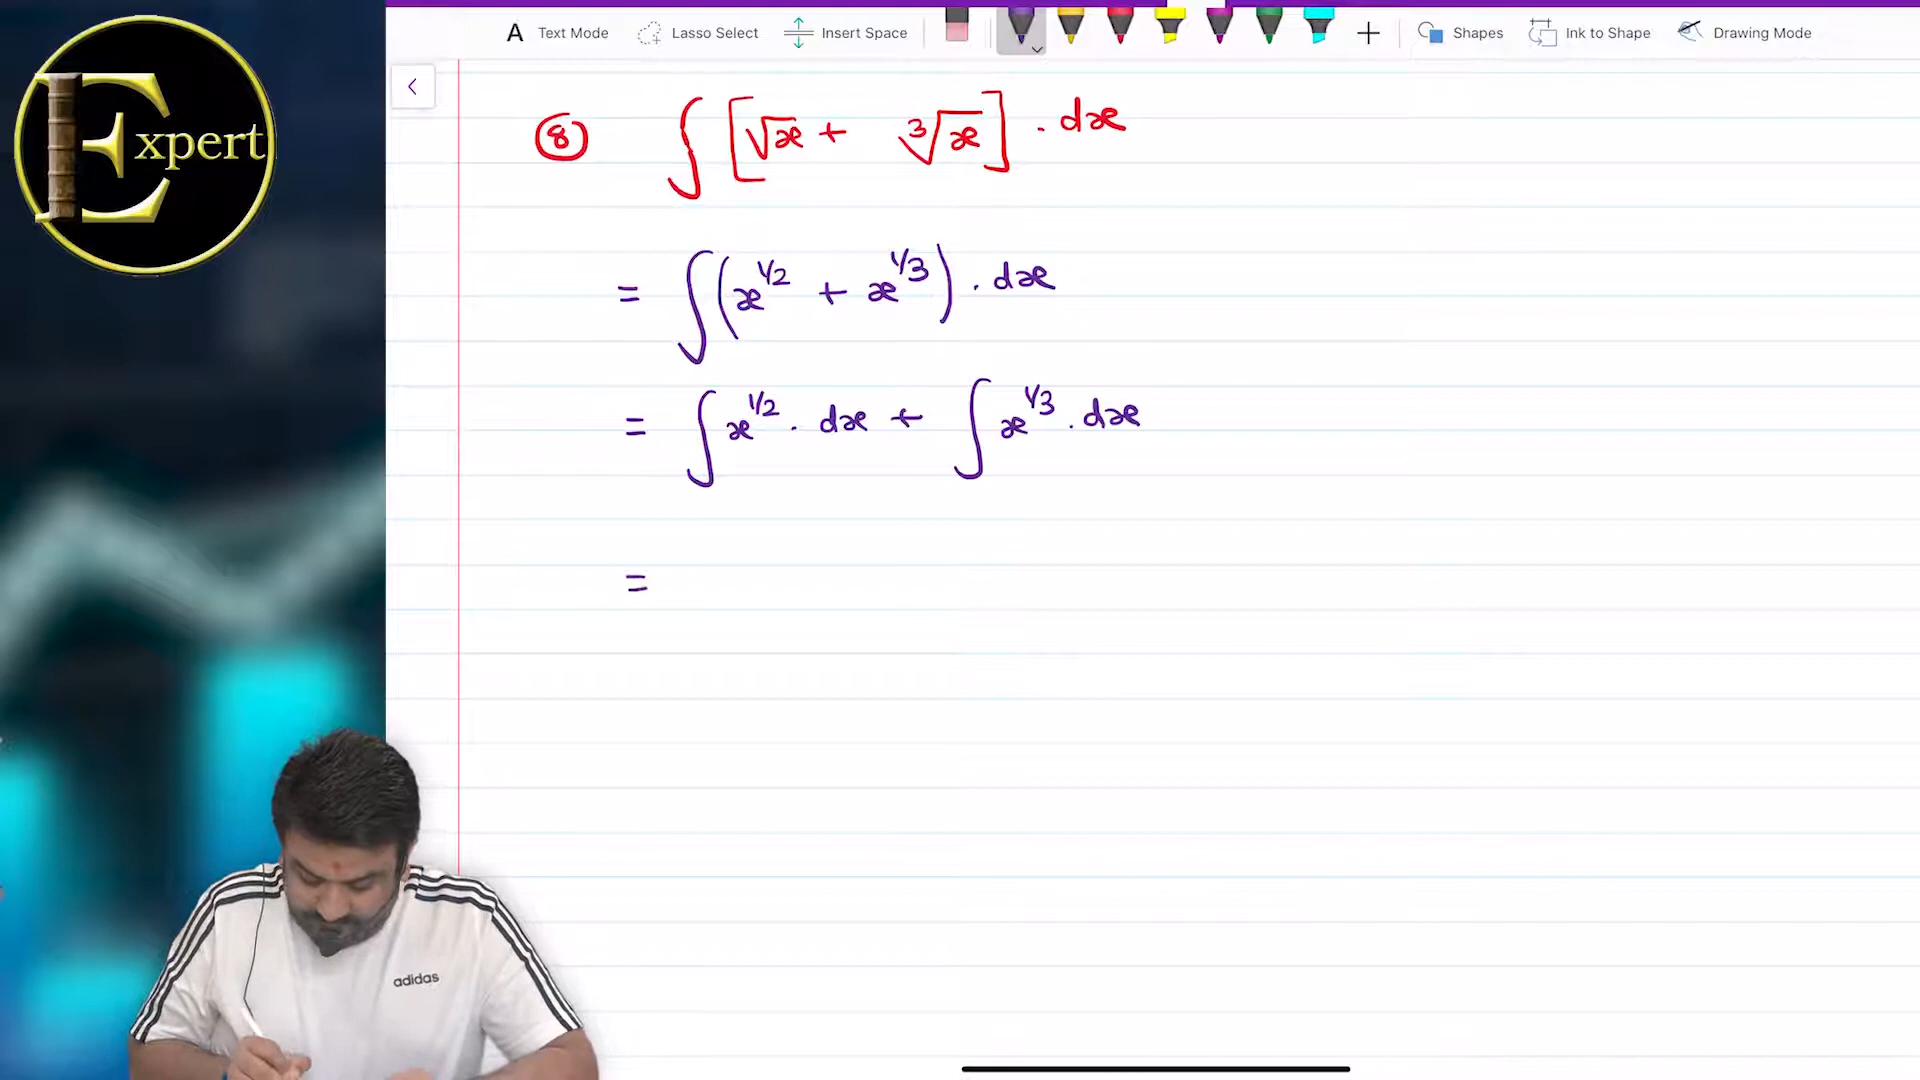 Expert
A Text Mode Lasso Select Insert Space + Shapes Ink to Shape Drawing Mode
<
⑧ ∫ [√x + ∛x] . dx
= ∫ (x^1/2 + x^1/3) . dx
= ∫ x^1/2 . dx + ∫ x^1/3 . dx
=
adidas